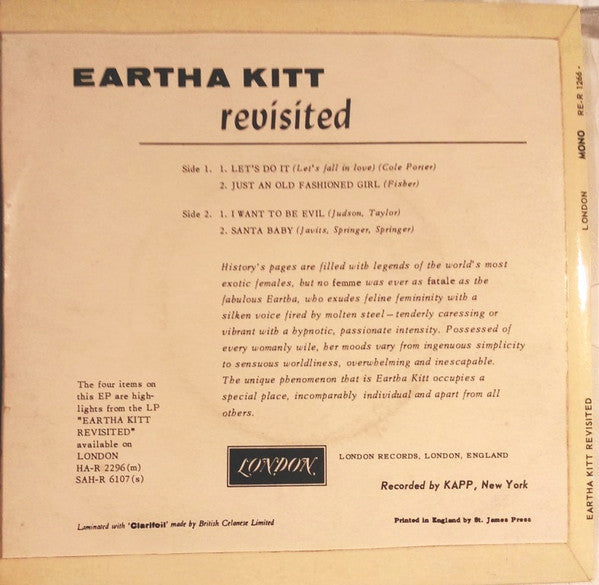 EARTHA KITT
revisited
Side 1. 1. LET'S DO IT (Let's fall in love) (Cole Porter)
2. JUST AN OLD FASHIONED GIRL (Fisher)
Side 2. 1. I WANT TO BE EVIL (Judson, Taylor)
2. SANTA BABY (Javits, Springer, Springer)
History's pages are filled with legends of the world's most
exotic females, but no femme was ever as fatale as the
fabulous Eartha, who exudes feline femininity with a
silken voice fired by molten steel—tenderly caressing or
vibrant with a hypnotic, passionate intensity. Possessed of
every womanly wile, her moods vary from ingenuous simplicity
to sensuous worldliness, overwhelming and inescapable.
The unique phenomenon that is Eartha Kitt occupies a
special place, incomparably individual and apart from all
others.
The four items on
this EP are high-
lights from the LP
"EARTHA KITT
REVISITED"
available on
LONDON
HA-R 2296(m)
SAH-R 6107(s)
LONDON
LONDON RECORDS, LONDON, ENGLAND
Recorded by KAPP, New York
Laminated with 'Clarifoil' made by British Celanese Limited
Printed in England by St. James Press
EARTHA KITT REVISITED LONDON MONO RE-R 1266